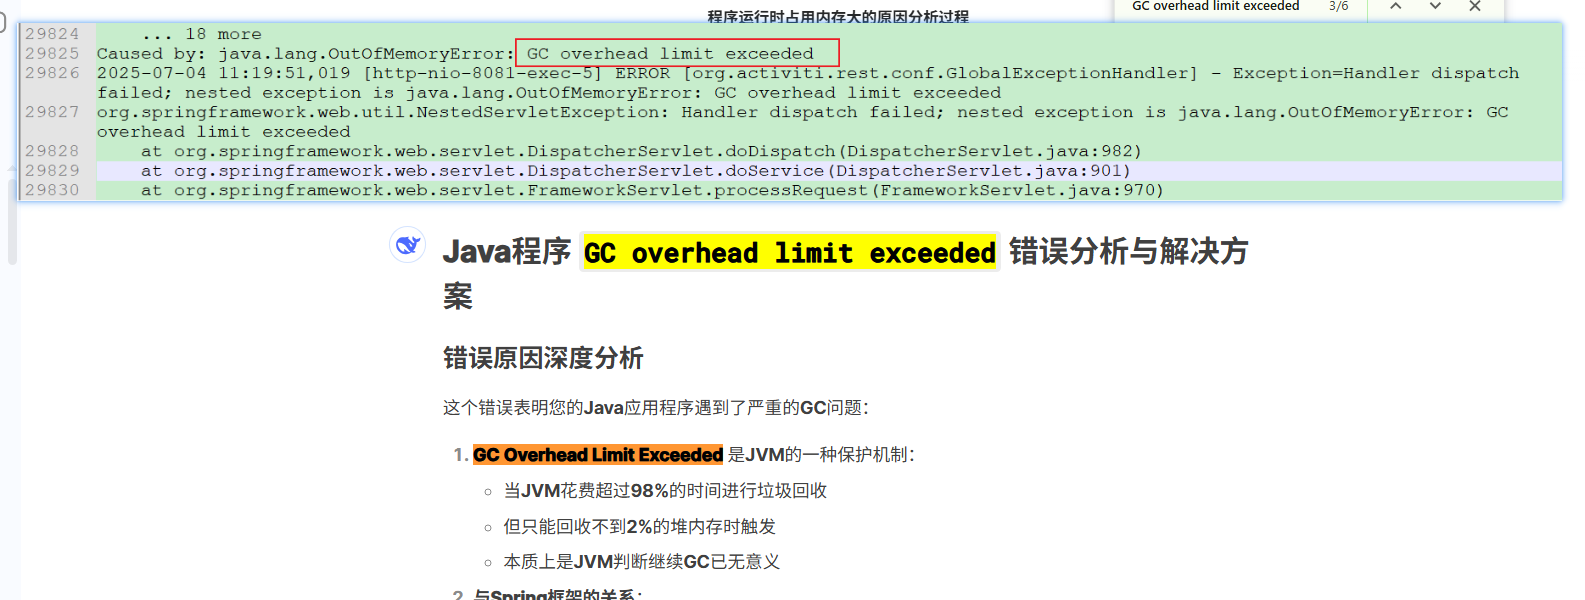 GC overhead limit exceeded 3/6
程序运行时占用内存大的原因分析过程
29824 ... 18 more
29825 Caused by: java.lang.OutOfMemoryError: GC overhead limit exceeded
29826 2025-07-04 11:19:51,019 [http-nio-8081-exec-5] ERROR [org.activiti.rest.conf.GlobalExceptionHandler] - Exception=Handler dispatch
failed; nested exception is java.lang.OutOfMemoryError: GC overhead limit exceeded
29827 org.springframework.web.util.NestedServletException: Handler dispatch failed; nested exception is java.lang.OutOfMemoryError: GC
overhead limit exceeded
29828 at org.springframework.web.servlet.DispatcherServlet.doDispatch(DispatcherServlet.java:982)
29829 at org.springframework.web.servlet.DispatcherServlet.doService(DispatcherServlet.java:901)
29830 at org.springframework.web.servlet.FrameworkServlet.processRequest(FrameworkServlet.java:970)
Java程序 GC overhead limit exceeded 错误分析与解决方
案
错误原因深度分析
这个错误表明您的Java应用程序遇到了严重的GC问题：
1. GC Overhead Limit Exceeded 是JVM的一种保护机制：
○ 当JVM花费超过98%的时间进行垃圾回收
○ 但只能回收不到2%的堆内存时触发
○ 本质上是JVM判断继续GC已无意义
2. 与Spring框架的关系：